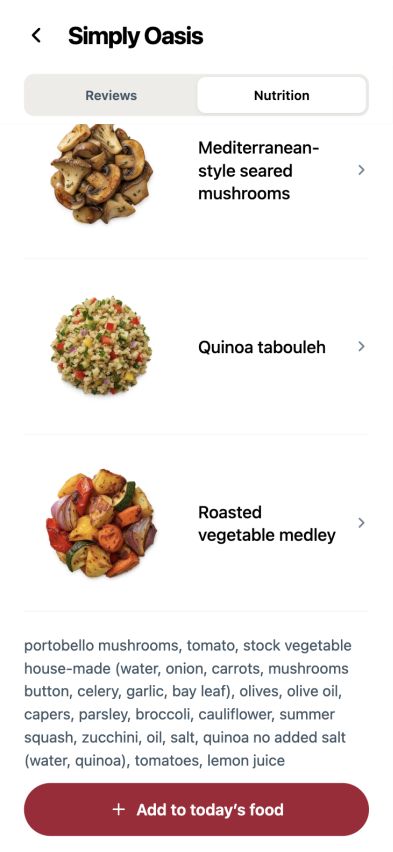 Simply Oasis
Reviews
Nutrition
Mediterranean-
style seared
mushrooms
Quinoa tabouleh
Roasted
vegetable medley
portobello mushrooms, tomato, stock vegetable
house-made (water, onion, carrots, mushrooms
button, celery, garlic, bay leaf), olives, olive oil,
capers, parsley, broccoli, cauliflower, summer
squash, zucchini, oil, salt, quinoa no added salt
(water, quinoa), tomatoes, lemon juice
+ Add to today’s food